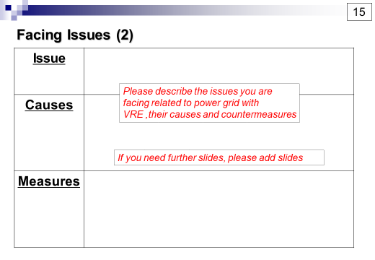 15
Facing Issues (2)
Issue
Please describe the issues you are
facing related to power grid with
VRE ,their causes and countermeasures
Causes
If you need further slides, please add slides
Measures